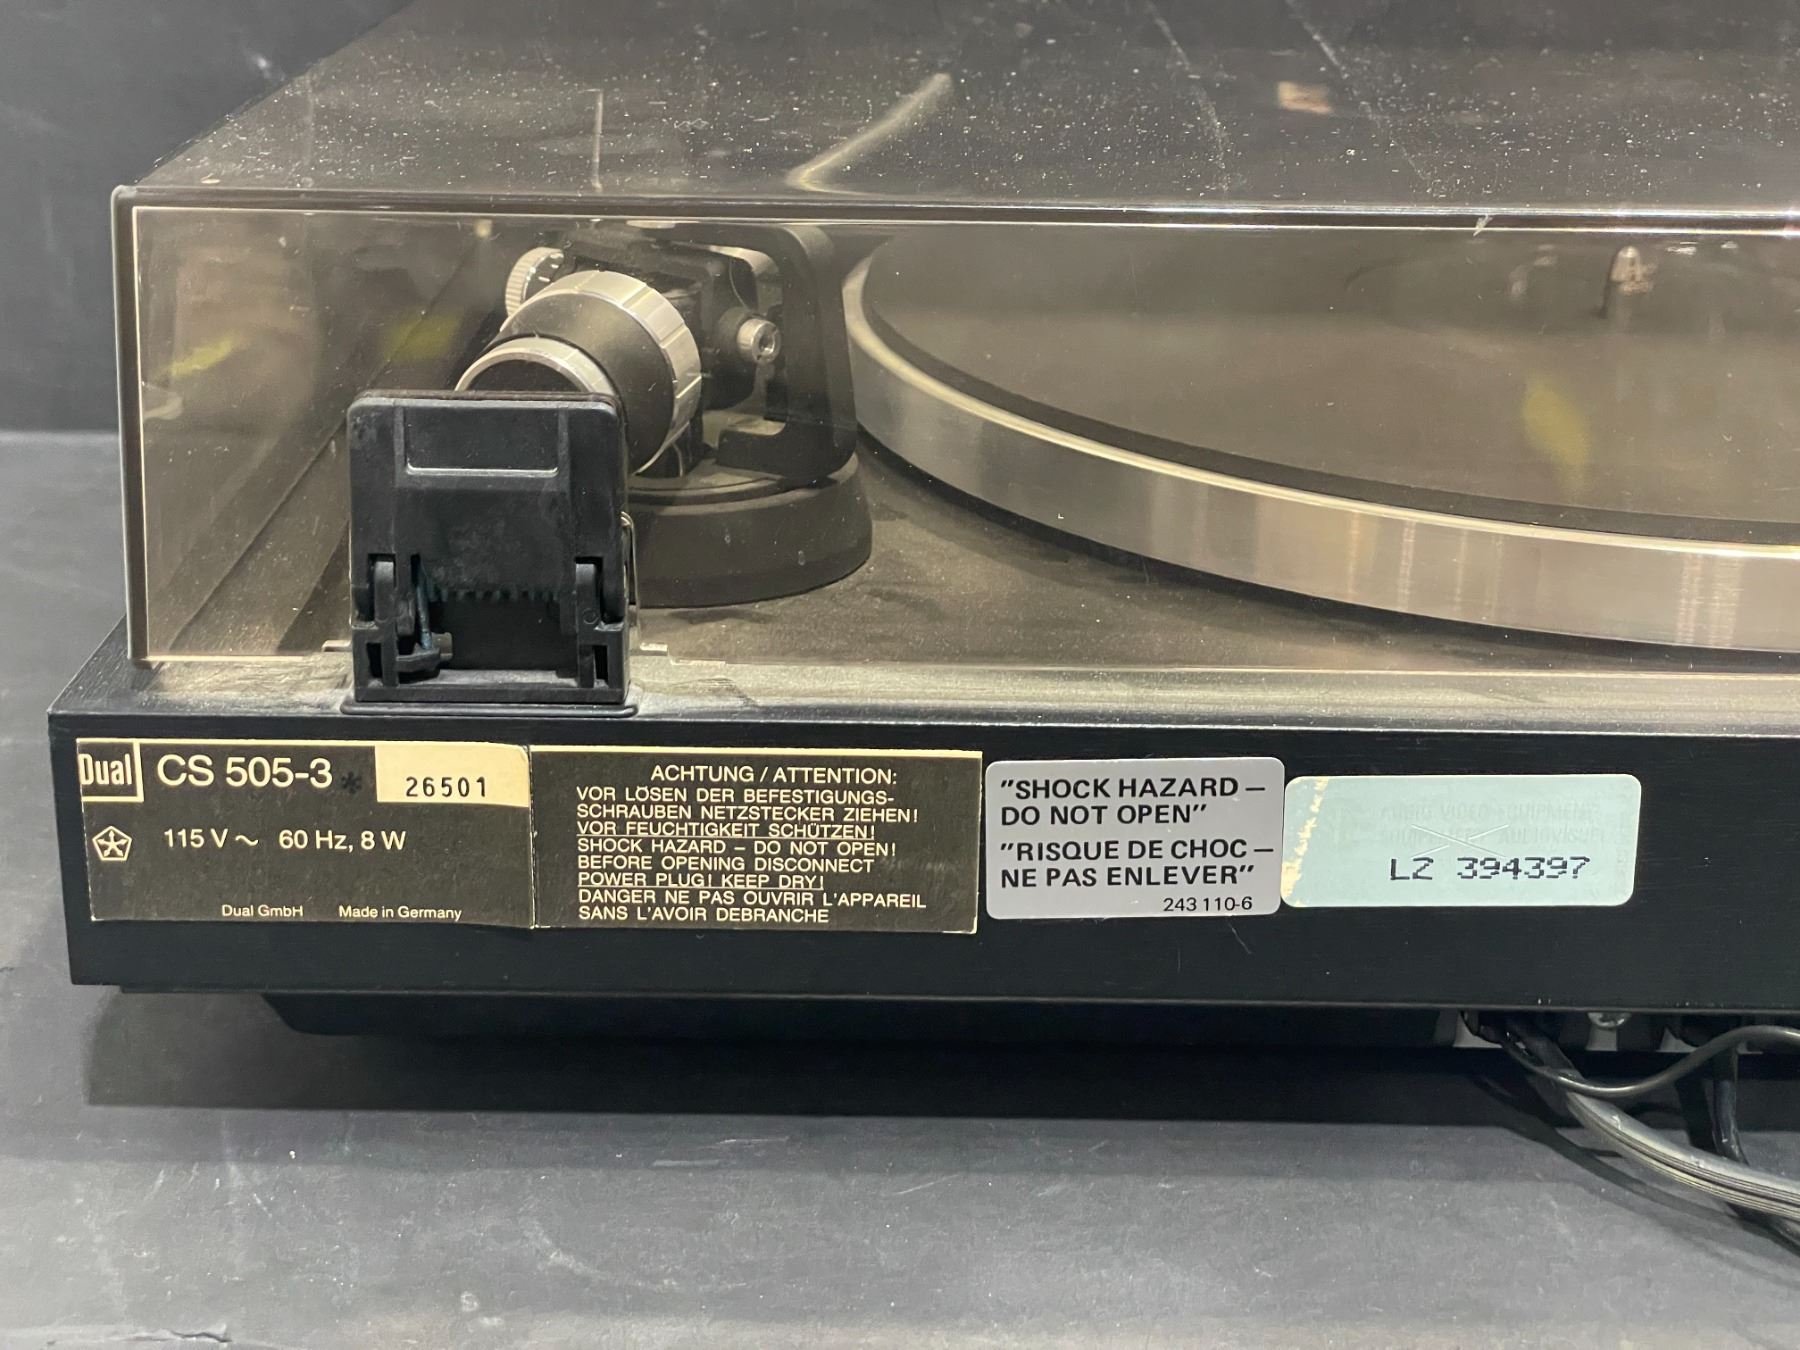 Dual CS 505-3 * 26501
115 V ~ 60 Hz, 8 W
Dual GmbH Made in Germany
ACHTUNG / ATTENTION:
VOR LÖSEN DER BEFESTIGUNGS-
SCHRAUBEN NETZSTECKER ZIEHEN!
VOR FEUCHTIGKEIT SCHÜTZEN!
SHOCK HAZARD – DO NOT OPEN!
BEFORE OPENING DISCONNECT
POWER PLUG! KEEP DRY!
DANGER NE PAS OUVRIR L'APPAREIL
SANS L'AVOIR DEBRANCHE
"SHOCK HAZARD –
DO NOT OPEN"
"RISQUE DE CHOC –
NE PAS ENLEVER"
243 110-6
LZ 394397